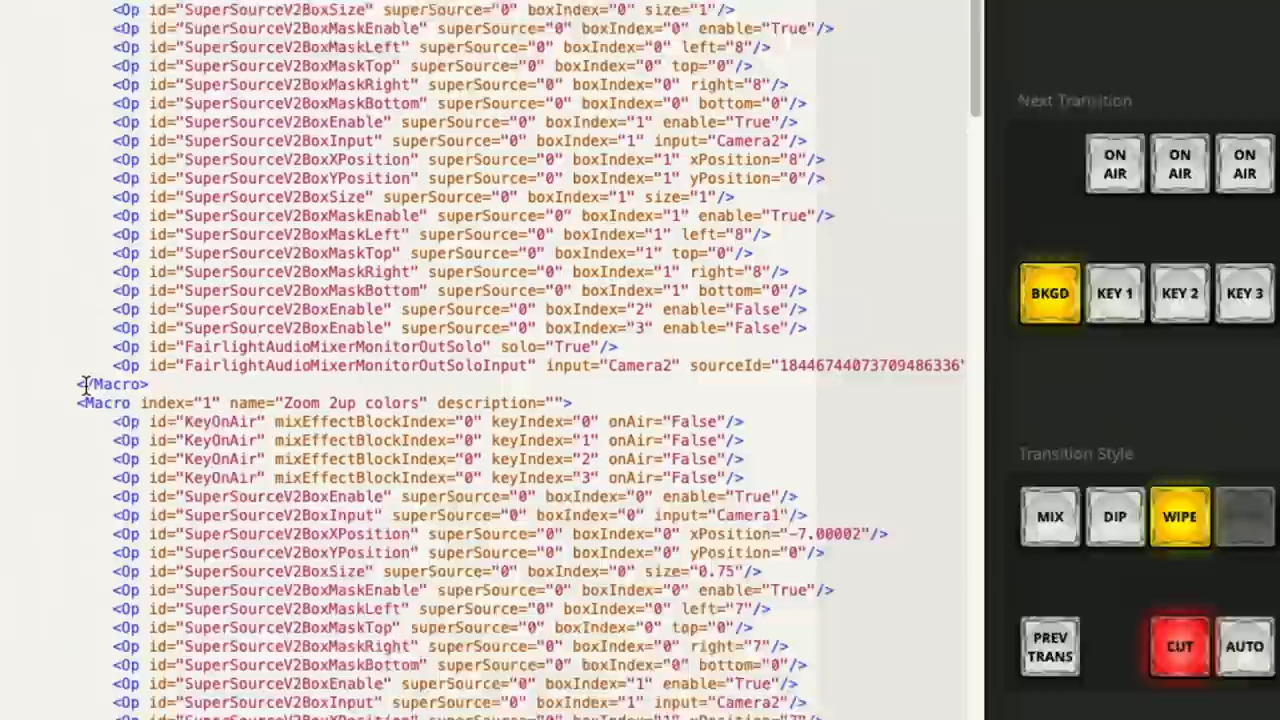 <Op id="SuperSourceV2BoxSize" superSource="0" boxIndex="0" size="1"/>
<Op id="SuperSourceV2BoxMaskEnable" superSource="0" boxIndex="0" enable="True"/>
<Op id="SuperSourceV2BoxMaskLeft" superSource="0" boxIndex="0" left="8"/>
<Op id="SuperSourceV2BoxMaskTop" superSource="0" boxIndex="0" top="0"/>
<Op id="SuperSourceV2BoxMaskRight" superSource="0" boxIndex="0" right="8"/>
<Op id="SuperSourceV2BoxMaskBottom" superSource="0" boxIndex="0" bottom="0"/>
<Op id="SuperSourceV2BoxEnable" superSource="0" boxIndex="1" enable="True"/>
<Op id="SuperSourceV2BoxInput" superSource="0" boxIndex="1" input="Camera2"/>
<Op id="SuperSourceV2BoxXPosition" superSource="0" boxIndex="1" xPosition="8"/>
<Op id="SuperSourceV2BoxYPosition" superSource="0" boxIndex="1" yPosition="0"/>
<Op id="SuperSourceV2BoxSize" superSource="0" boxIndex="1" size="1"/>
<Op id="SuperSourceV2BoxMaskEnable" superSource="0" boxIndex="1" enable="True"/>
<Op id="SuperSourceV2BoxMaskLeft" superSource="0" boxIndex="1" left="8"/>
<Op id="SuperSourceV2BoxMaskTop" superSource="0" boxIndex="1" top="0"/>
<Op id="SuperSourceV2BoxMaskRight" superSource="0" boxIndex="1" right="8"/>
<Op id="SuperSourceV2BoxMaskBottom" superSource="0" boxIndex="1" bottom="0"/>
<Op id="SuperSourceV2BoxEnable" superSource="0" boxIndex="2" enable="False"/>
<Op id="SuperSourceV2BoxEnable" superSource="0" boxIndex="3" enable="False"/>
<Op id="FairlightAudioMixerMonitorOutSolo" solo="True"/>
<Op id="FairlightAudioMixerMonitorOutSoloInput" input="Camera2" sourceId="18446744073709486336"
</Macro>
<Macro index="1" name="Zoom 2up colors" description="">
<Op id="KeyOnAir" mixEffectBlockIndex="0" keyIndex="0" onAir="False"/>
<Op id="KeyOnAir" mixEffectBlockIndex="0" keyIndex="1" onAir="False"/>
<Op id="KeyOnAir" mixEffectBlockIndex="0" keyIndex="2" onAir="False"/>
<Op id="KeyOnAir" mixEffectBlockIndex="0" keyIndex="3" onAir="False"/>
<Op id="SuperSourceV2BoxEnable" superSource="0" boxIndex="0" enable="True"/>
<Op id="SuperSourceV2BoxInput" superSource="0" boxIndex="0" input="Camera1"/>
<Op id="SuperSourceV2BoxXPosition" superSource="0" boxIndex="0" xPosition="-7.00002"/>
<Op id="SuperSourceV2BoxYPosition" superSource="0" boxIndex="0" yPosition="0"/>
<Op id="SuperSourceV2BoxSize" superSource="0" boxIndex="0" size="0.75"/>
<Op id="SuperSourceV2BoxMaskEnable" superSource="0" boxIndex="0" enable="True"/>
<Op id="SuperSourceV2BoxMaskLeft" superSource="0" boxIndex="0" left="7"/>
<Op id="SuperSourceV2BoxMaskTop" superSource="0" boxIndex="0" top="0"/>
<Op id="SuperSourceV2BoxMaskRight" superSource="0" boxIndex="0" right="7"/>
<Op id="SuperSourceV2BoxMaskBottom" superSource="0" boxIndex="0" bottom="0"/>
<Op id="SuperSourceV2BoxEnable" superSource="0" boxIndex="1" enable="True"/>
<Op id="SuperSourceV2BoxInput" superSource="0" boxIndex="1" input="Camera2"/>
Next Transition
ON AIR ON AIR ON AIR
BKGD KEY 1 KEY 2 KEY 3
Transition Style
MIX DIP WIPE
PREV TRANS CUT AUTO